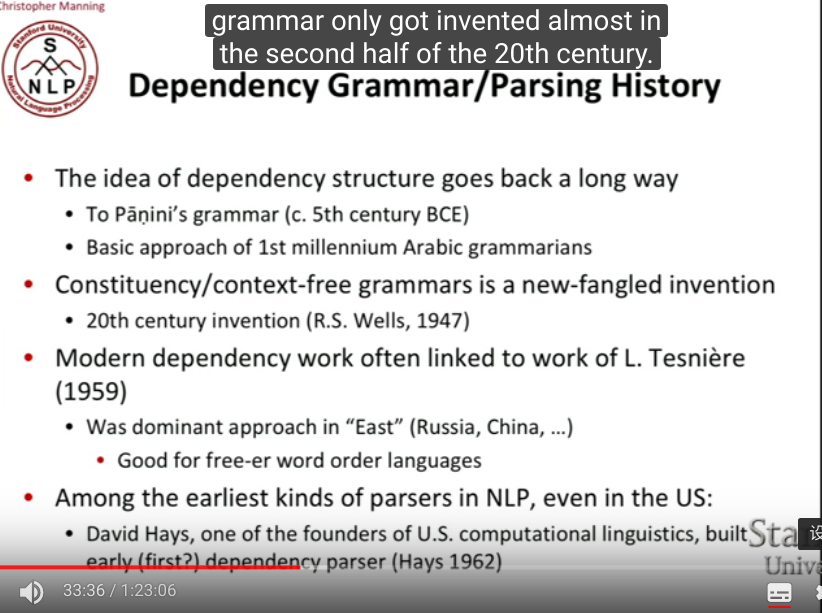 Christopher Manning
grammar only got invented almost in
the second half of the 20th century.
Stanford University
S
NLP
Natural Language Processing
Dependency Grammar/Parsing History
• The idea of dependency structure goes back a long way
• To Pāṇini's grammar (c. 5th century BCE)
• Basic approach of 1st millennium Arabic grammarians
• Constituency/context-free grammars is a new-fangled invention
• 20th century invention (R.S. Wells, 1947)
• Modern dependency work often linked to work of L. Tesnière
(1959)
• Was dominant approach in “East” (Russia, China, ...)
• Good for free-er word order languages
• Among the earliest kinds of parsers in NLP, even in the US:
• David Hays, one of the founders of U.S. computational linguistics, built
early (first?) dependency parser (Hays 1962)
Sta
设
Unive
33:36 / 1:23:06